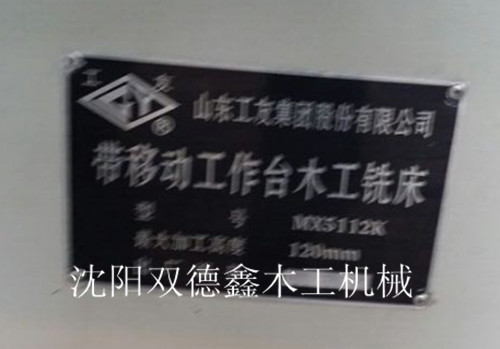 工 友
GY
®
山东工友集团股份有限公司
带移动工作台木工铣床
型 号 MX5112K
最大加工高度 120mm
沈阳双德鑫木工机械